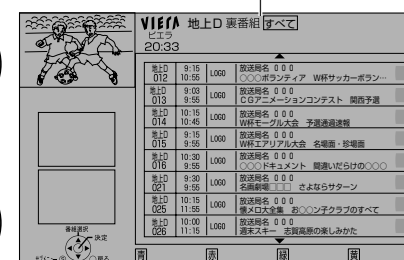 VIErA 地上D 裏番組 すべて
ビエラ
20:33
地上D 012 9:15 10:55 LOGO 放送局名 000
○○○ボランティア W杯サッカーボラン…
地上D 013 9:03 9:55 LOGO 放送局名 000
CGアニメーションコンテスト 関西予選
地上D 014 10:15 10:45 LOGO 放送局名 000
W杯モーグル大会 予選通過速報
地上D 015 9:15 9:55 LOGO 放送局名 000
W杯エアリアル大会 名場面・珍場面
地上D 016 10:30 9:00 LOGO 放送局名 000
○○○ドキュメント 間違いだらけの○○○
地上D 021 9:30 9:55 LOGO 放送局名 000
名画劇場□□□ さよならサターン
地上D 025 10:15 11:55 LOGO 放送局名 000
懐メロ大全集 お○○ン子クラブのすべて
地上D 026 10:00 11:15 LOGO 放送局名 000
週末スキー 志賀高原の楽しみかた
番組選択
決定
戻る
青 赤 緑 黄